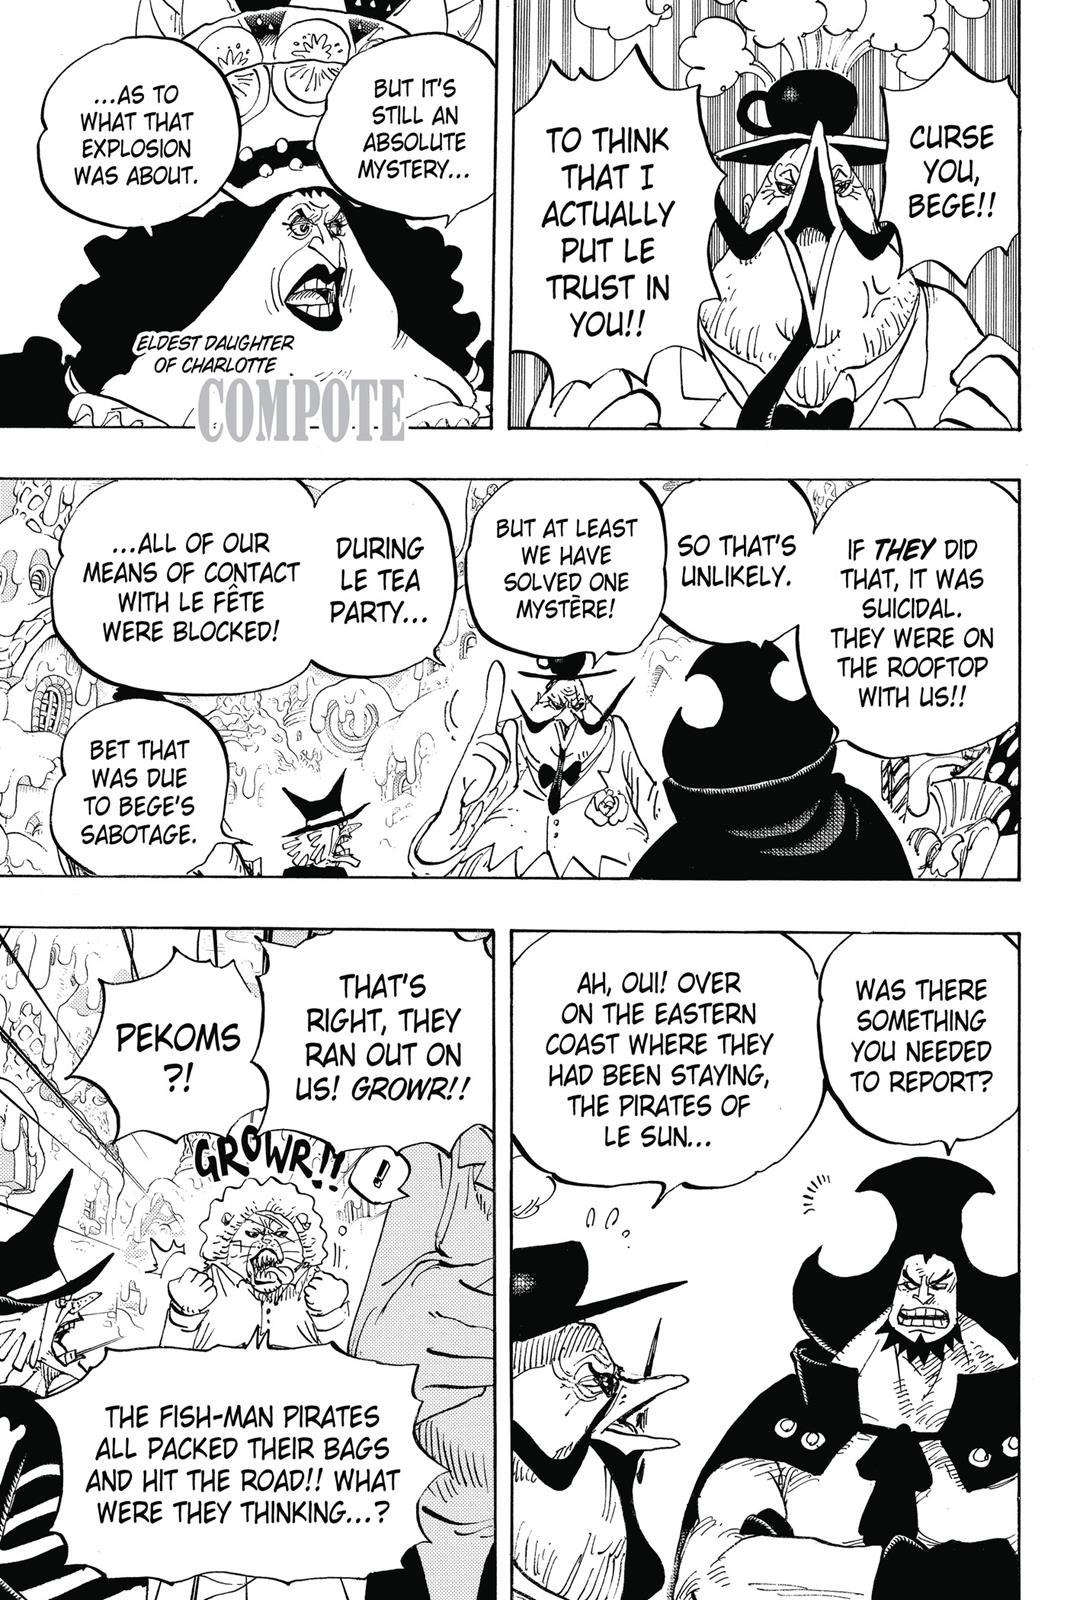 CURSE
YOU,
BEGE!!
TO THINK
THAT I
ACTUALLY
PUT LE
TRUST IN
YOU!!
BUT IT'S
STILL AN
ABSOLUTE
MYSTERY...
...AS TO
WHAT THAT
EXPLOSION
WAS ABOUT.
ELDEST DAUGHTER
OF CHARLOTTE
COMPOTE
IF THEY DID
THAT, IT WAS
SUICIDAL.
THEY WERE ON
THE ROOFTOP
WITH US!!
SO THAT'S
UNLIKELY.
BUT AT LEAST
WE HAVE
SOLVED ONE
MYSTÈRE!
DURING
LE TEA
PARTY...
...ALL OF OUR
MEANS OF CONTACT
WITH LE FÊTE
WERE BLOCKED!
BET THAT
WAS DUE
TO BEGE'S
SABOTAGE.
WAS THERE
SOMETHING
YOU NEEDED
TO REPORT?
AH, OUI! OVER
ON THE EASTERN
COAST WHERE THEY
HAD BEEN STAYING,
THE PIRATES OF
LE SUN...
THAT'S
RIGHT, THEY
RAN OUT ON
US! GROWR!!
PEKOMS
?!
GROWR!!
!
THE FISH-MAN PIRATES
ALL PACKED THEIR BAGS
AND HIT THE ROAD!! WHAT
WERE THEY THINKING...?